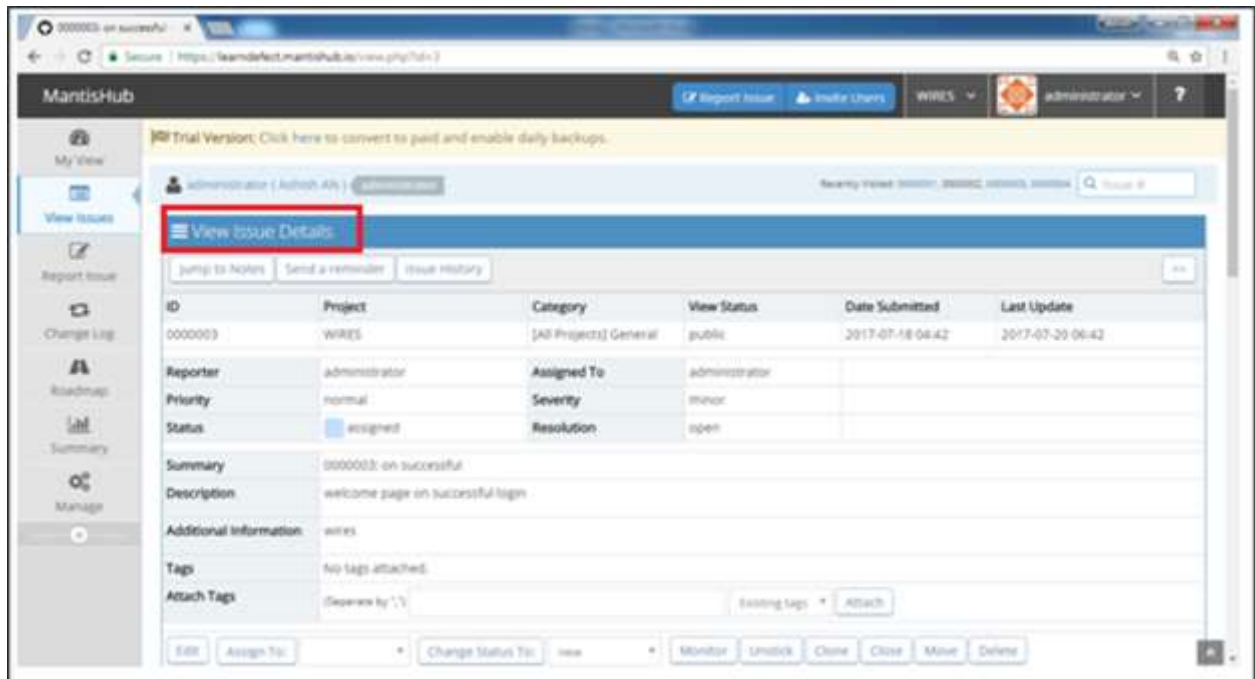 0000003: on successful
Secure | https://learndefect.mantishub.io/view.php?id=3
MantisHub
Report Issue
Invite Users
WIRES
administrator
?
My View
Trial Version: Click here to convert to paid and enable daily backups.
administrator (
Recently Visited:
Issue #
View Issues
View Issue Details
Report Issue
Jump to Notes
Send a reminder
Issue History
>>
ID Project Category View Status Date Submitted Last Update
Change Log
0000003 WIRES [All Projects] General public 2017-07-18 04:42 2017-07-20 06:42
Roadmap
Reporter administrator Assigned To administrator
Priority normal Severity minor
Status assigned Resolution open
Summary
Summary 0000003: on successful
Description welcome page on successful login
Manage
Additional Information wires
Tags No tags attached.
Attach Tags (Separate by ",") Existing tags Attach
Edit Assign To: Change Status To: new Monitor Unstick Clone Close Move Delete